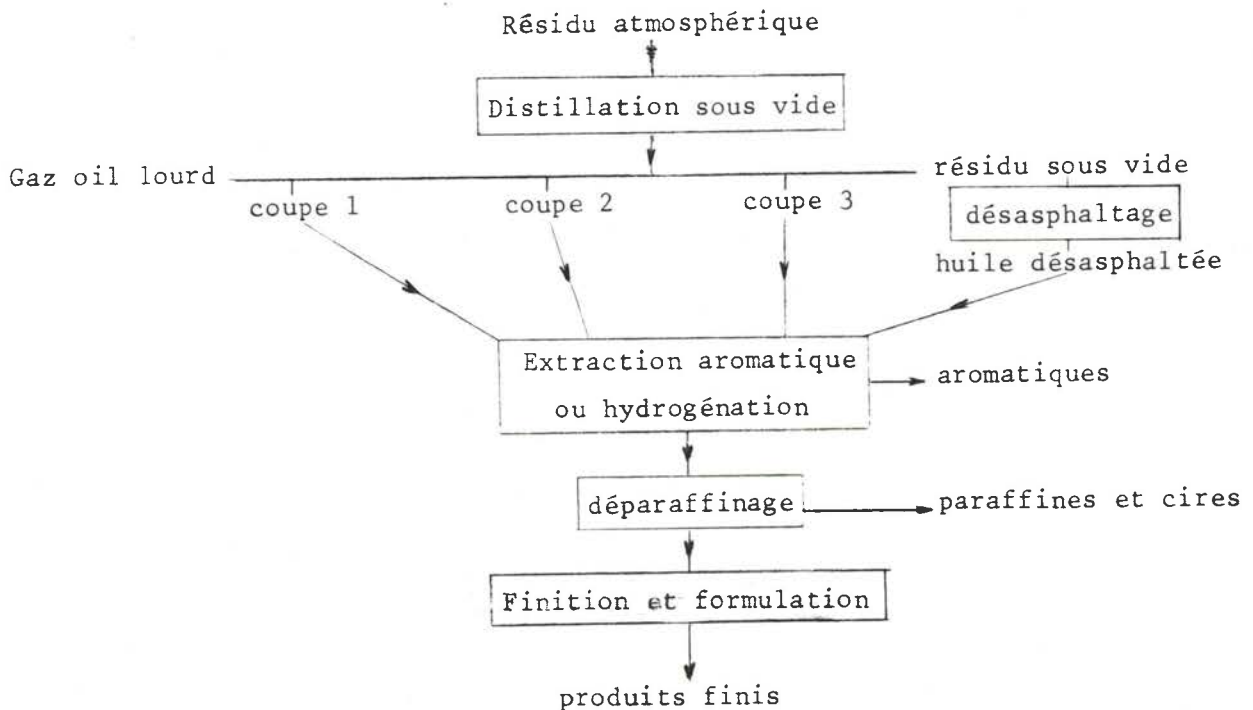 Résidu atmosphérique
Distillation sous vide
Gaz oil lourd
résidu sous vide
coupe 1
coupe 2
coupe 3
désasphaltage
huile désasphaltée
Extraction aromatique
ou hydrogénation
aromatiques
déparaffinage
paraffines et cires
Finition et formulation
produits finis